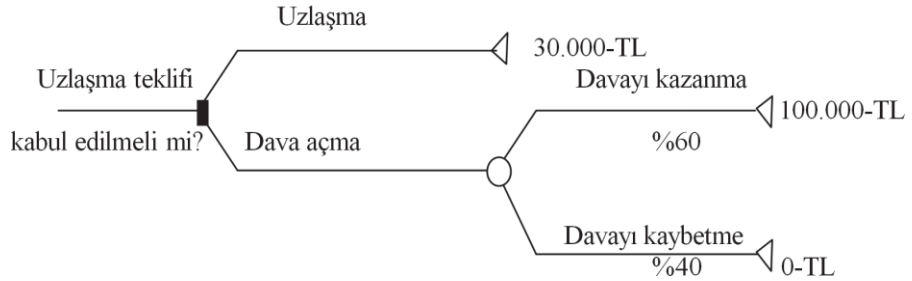 Uzlaşma
30.000-TL
Uzlaşma teklifi
kabul edilmeli mi?
Dava açma
Davayı kazanma
%60
100.000-TL
Davayı kaybetme
%40
0-TL